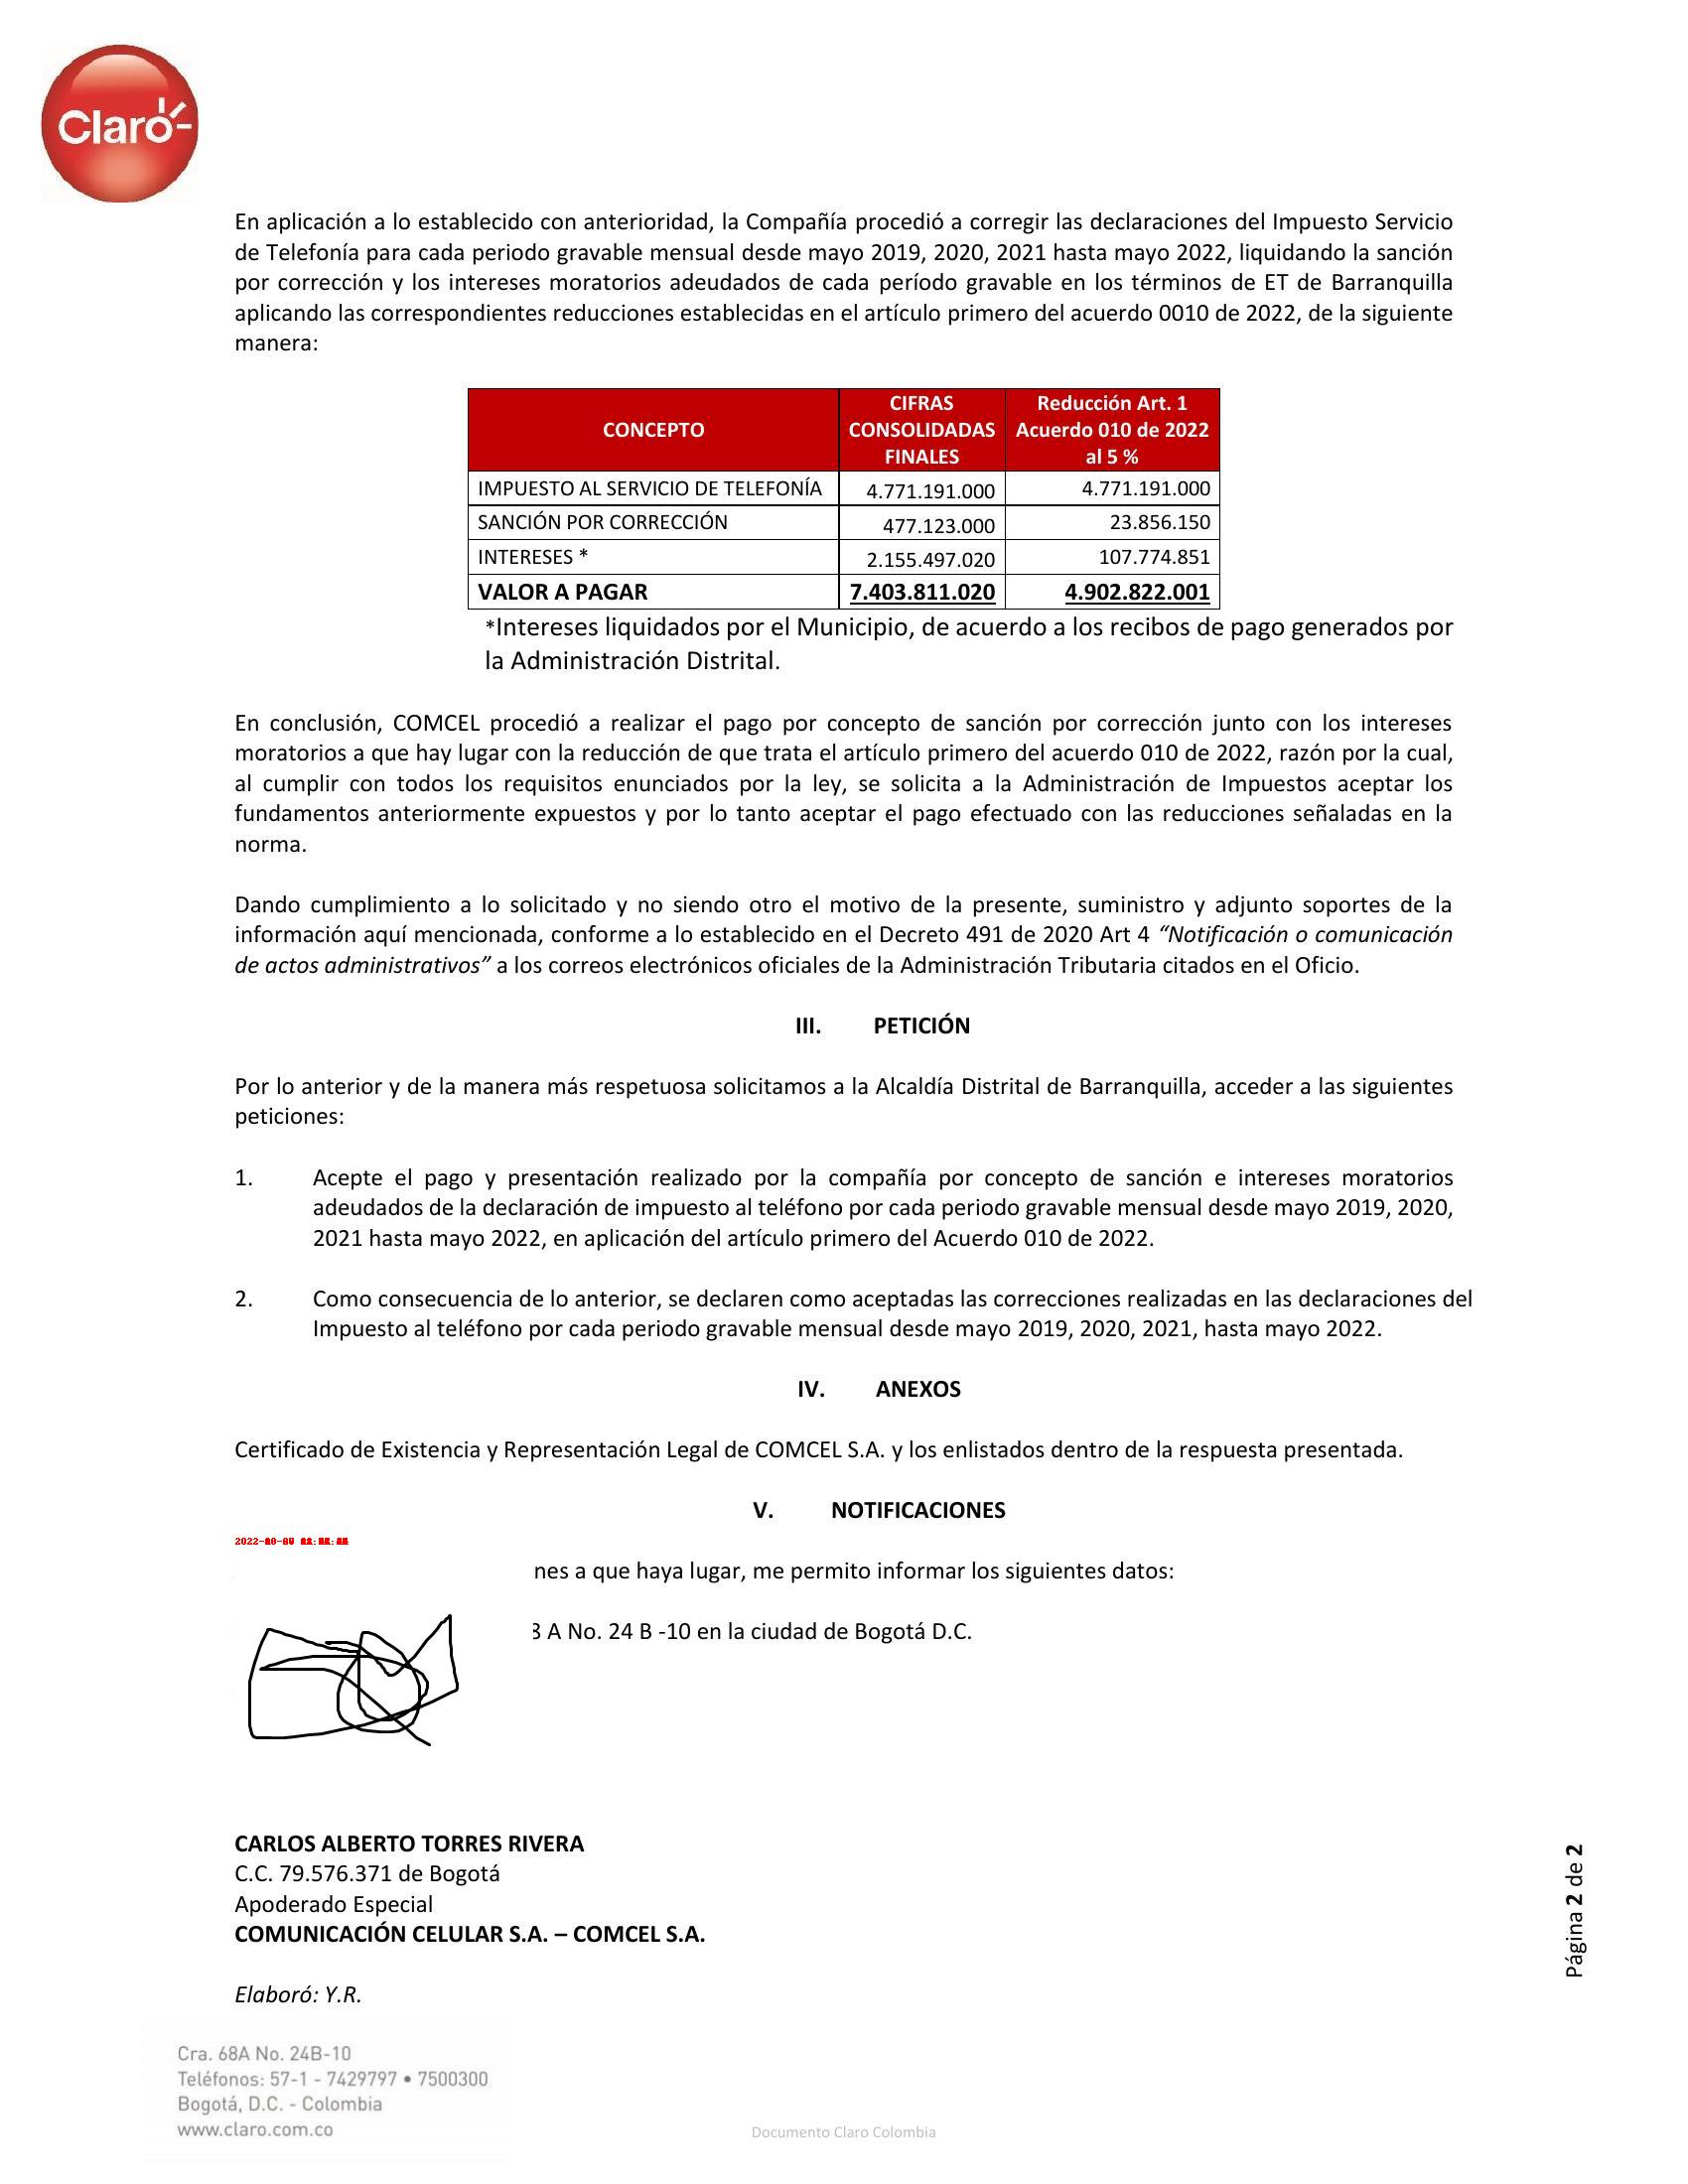 Claro
En aplicación a lo establecido con anterioridad, la Compañía procedió a corregir las declaraciones del Impuesto Servicio
de Telefonía para cada periodo gravable mensual desde mayo 2019, 2020, 2021 hasta mayo 2022, liquidando la sanción
por corrección y los intereses moratorios adeudados de cada período gravable en los términos de ET de Barranquilla
aplicando las correspondientes reducciones establecidas en el artículo primero del acuerdo 0010 de 2022, de la siguiente
manera:
CONCEPTO CIFRAS CONSOLIDADAS FINALES Reducción Art. 1 Acuerdo 010 de 2022 al 5 %
IMPUESTO AL SERVICIO DE TELEFONÍA 4.771.191.000 4.771.191.000
SANCIÓN POR CORRECCIÓN 477.123.000 23.856.150
INTERESES * 2.155.497.020 107.774.851
VALOR A PAGAR 7.403.811.020 4.902.822.001
*Intereses liquidados por el Municipio, de acuerdo a los recibos de pago generados por
la Administración Distrital.
En conclusión, COMCEL procedió a realizar el pago por concepto de sanción por corrección junto con los intereses
moratorios a que hay lugar con la reducción de que trata el artículo primero del acuerdo 010 de 2022, razón por la cual,
al cumplir con todos los requisitos enunciados por la ley, se solicita a la Administración de Impuestos aceptar los
fundamentos anteriormente expuestos y por lo tanto aceptar el pago efectuado con las reducciones señaladas en la
norma.
Dando cumplimiento a lo solicitado y no siendo otro el motivo de la presente, suministro y adjunto soportes de la
información aquí mencionada, conforme a lo establecido en el Decreto 491 de 2020 Art 4 “Notificación o comunicación
de actos administrativos” a los correos electrónicos oficiales de la Administración Tributaria citados en el Oficio.
III. PETICIÓN
Por lo anterior y de la manera más respetuosa solicitamos a la Alcaldía Distrital de Barranquilla, acceder a las siguientes
peticiones:
1. Acepte el pago y presentación realizado por la compañía por concepto de sanción e intereses moratorios
adeudados de la declaración de impuesto al teléfono por cada periodo gravable mensual desde mayo 2019, 2020,
2021 hasta mayo 2022, en aplicación del artículo primero del Acuerdo 010 de 2022.
2. Como consecuencia de lo anterior, se declaren como aceptadas las correcciones realizadas en las declaraciones del
Impuesto al teléfono por cada periodo gravable mensual desde mayo 2019, 2020, 2021, hasta mayo 2022.
IV. ANEXOS
Certificado de Existencia y Representación Legal de COMCEL S.A. y los enlistados dentro de la respuesta presentada.
V. NOTIFICACIONES
nes a que haya lugar, me permito informar los siguientes datos:
A No. 24 B -10 en la ciudad de Bogotá D.C.
CARLOS ALBERTO TORRES RIVERA
C.C. 79.576.371 de Bogotá
Apoderado Especial
COMUNICACIÓN CELULAR S.A. – COMCEL S.A.
Elaboró: Y.R.
Página 2 de 2
Cra. 68A No. 24B-10
Teléfonos: 57-1 - 7429797 • 7500300
Bogotá, D.C. - Colombia
www.claro.com.co
Documento Claro Colombia